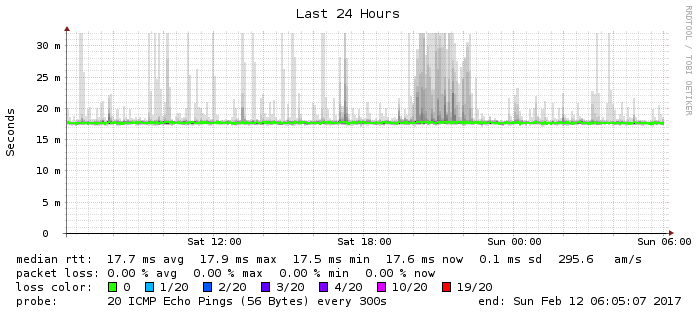 Last 24 Hours
RRDTOOL / TOBI OETIKER
Seconds
30 m
25 m
20 m
15 m
10 m
5 m
0
Sat 12:00 Sat 18:00 Sun 00:00 Sun 06:00
median rtt: 17.7 ms avg 17.9 ms max 17.5 ms min 17.6 ms now 0.1 ms sd 295.6 am/s
packet loss: 0.00 % avg 0.00 % max 0.00 % min 0.00 % now
loss color: 0 1/20 2/20 3/20 4/20 10/20 19/20
probe: 20 ICMP Echo Pings (56 Bytes) every 300s end: Sun Feb 12 06:05:07 2017